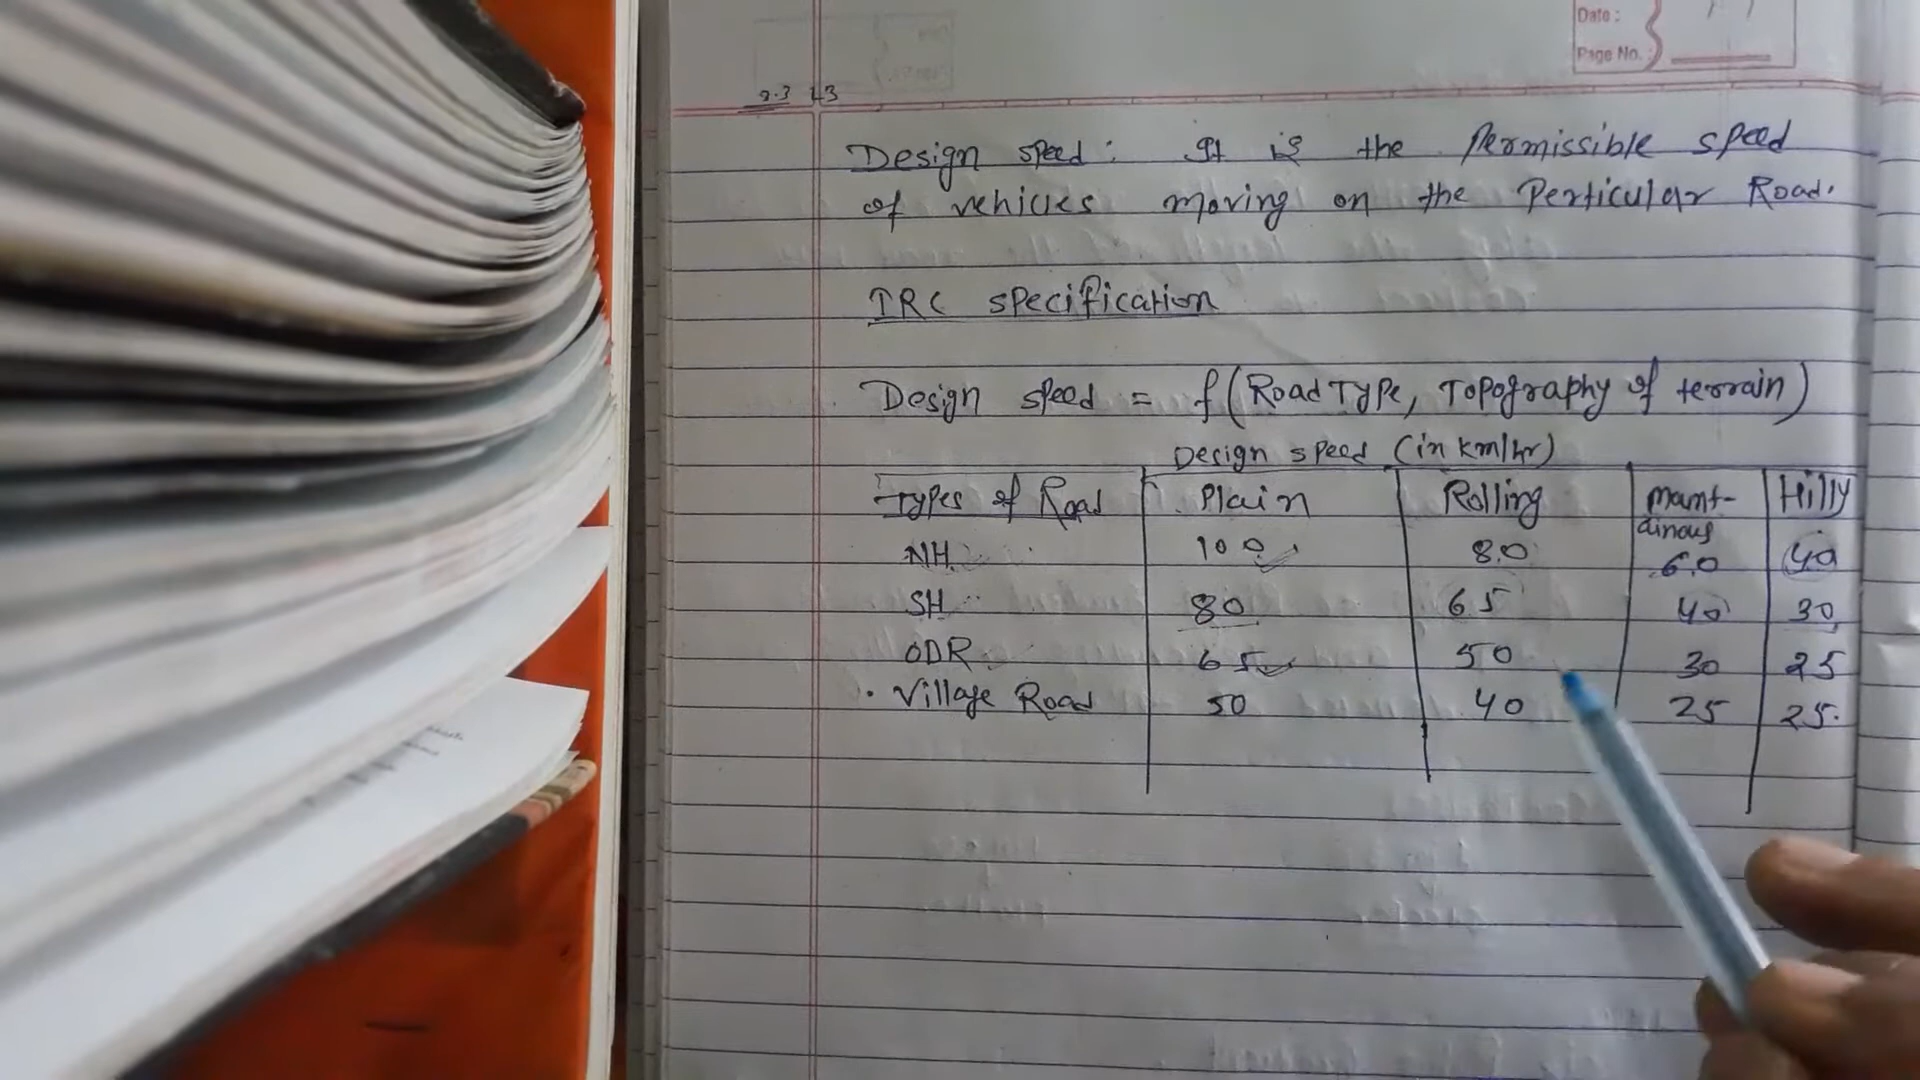 Date :
Page No. :
2.3 L3
Design speed : It is the Permissible speed
of vehicles moving on the Perticular Road.
IRC specification
Design speed = f (Road Type, Topography of terrain)
Design speed (in km/hr)
Types of Road Plain Rolling mamt-ainous Hilly
NH 100 80 60 40
SH 80 65 40 30
ODR 65 50 30 25
. Village Road 50 40 25 25.